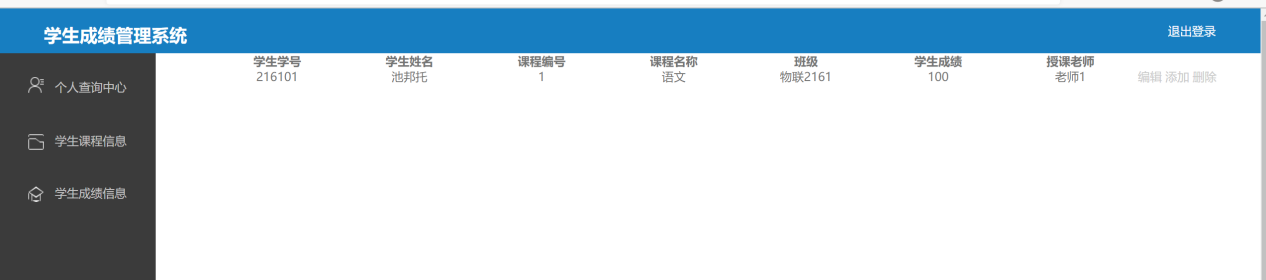 学生成绩管理系统
退出登录
学生学号 学生姓名 课程编号 课程名称 班级 学生成绩 授课老师
216101 池邦托 1 语文 物联2161 100 老师1 编辑 添加 删除
个人查询中心
学生课程信息
学生成绩信息